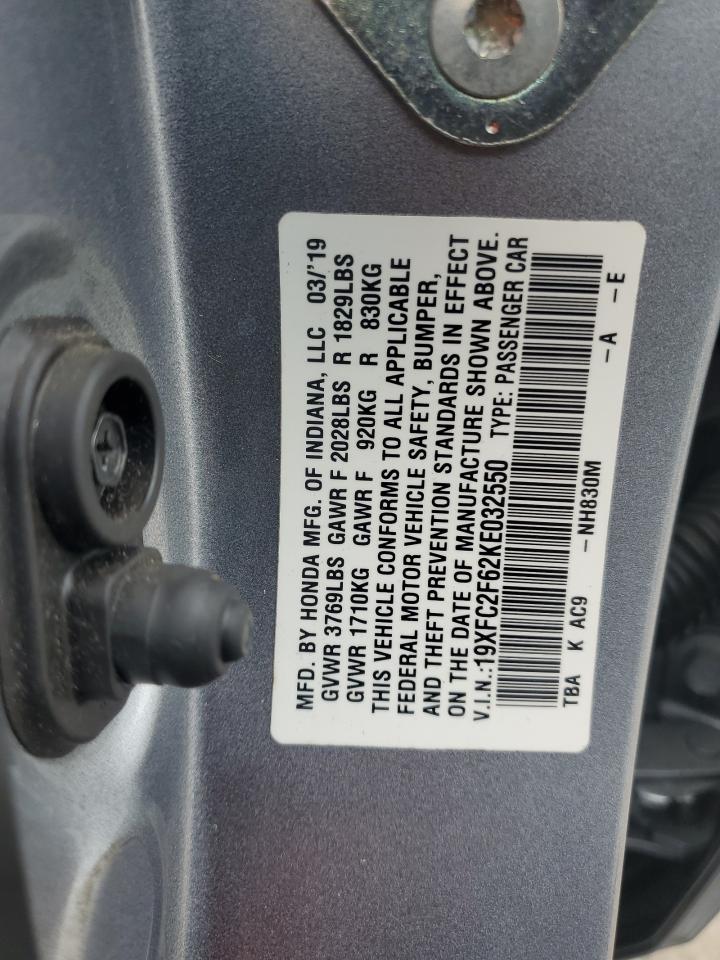 MFD. BY HONDA MFG. OF INDIANA, LLC 03/'19
GVWR 3769LBS GAWR F 2028LBS R 1829LBS
GVWR 1710KG GAWR F 920KG R 830KG
THIS VEHICLE CONFORMS TO ALL APPLICABLE
FEDERAL MOTOR VEHICLE SAFETY, BUMPER,
AND THEFT PREVENTION STANDARDS IN EFFECT
ON THE DATE OF MANUFACTURE SHOWN ABOVE.
V.I.N.:19XFC2F62KE032550 TYPE: PASSENGER CAR
TBA K AC9 -NH830M -A -E